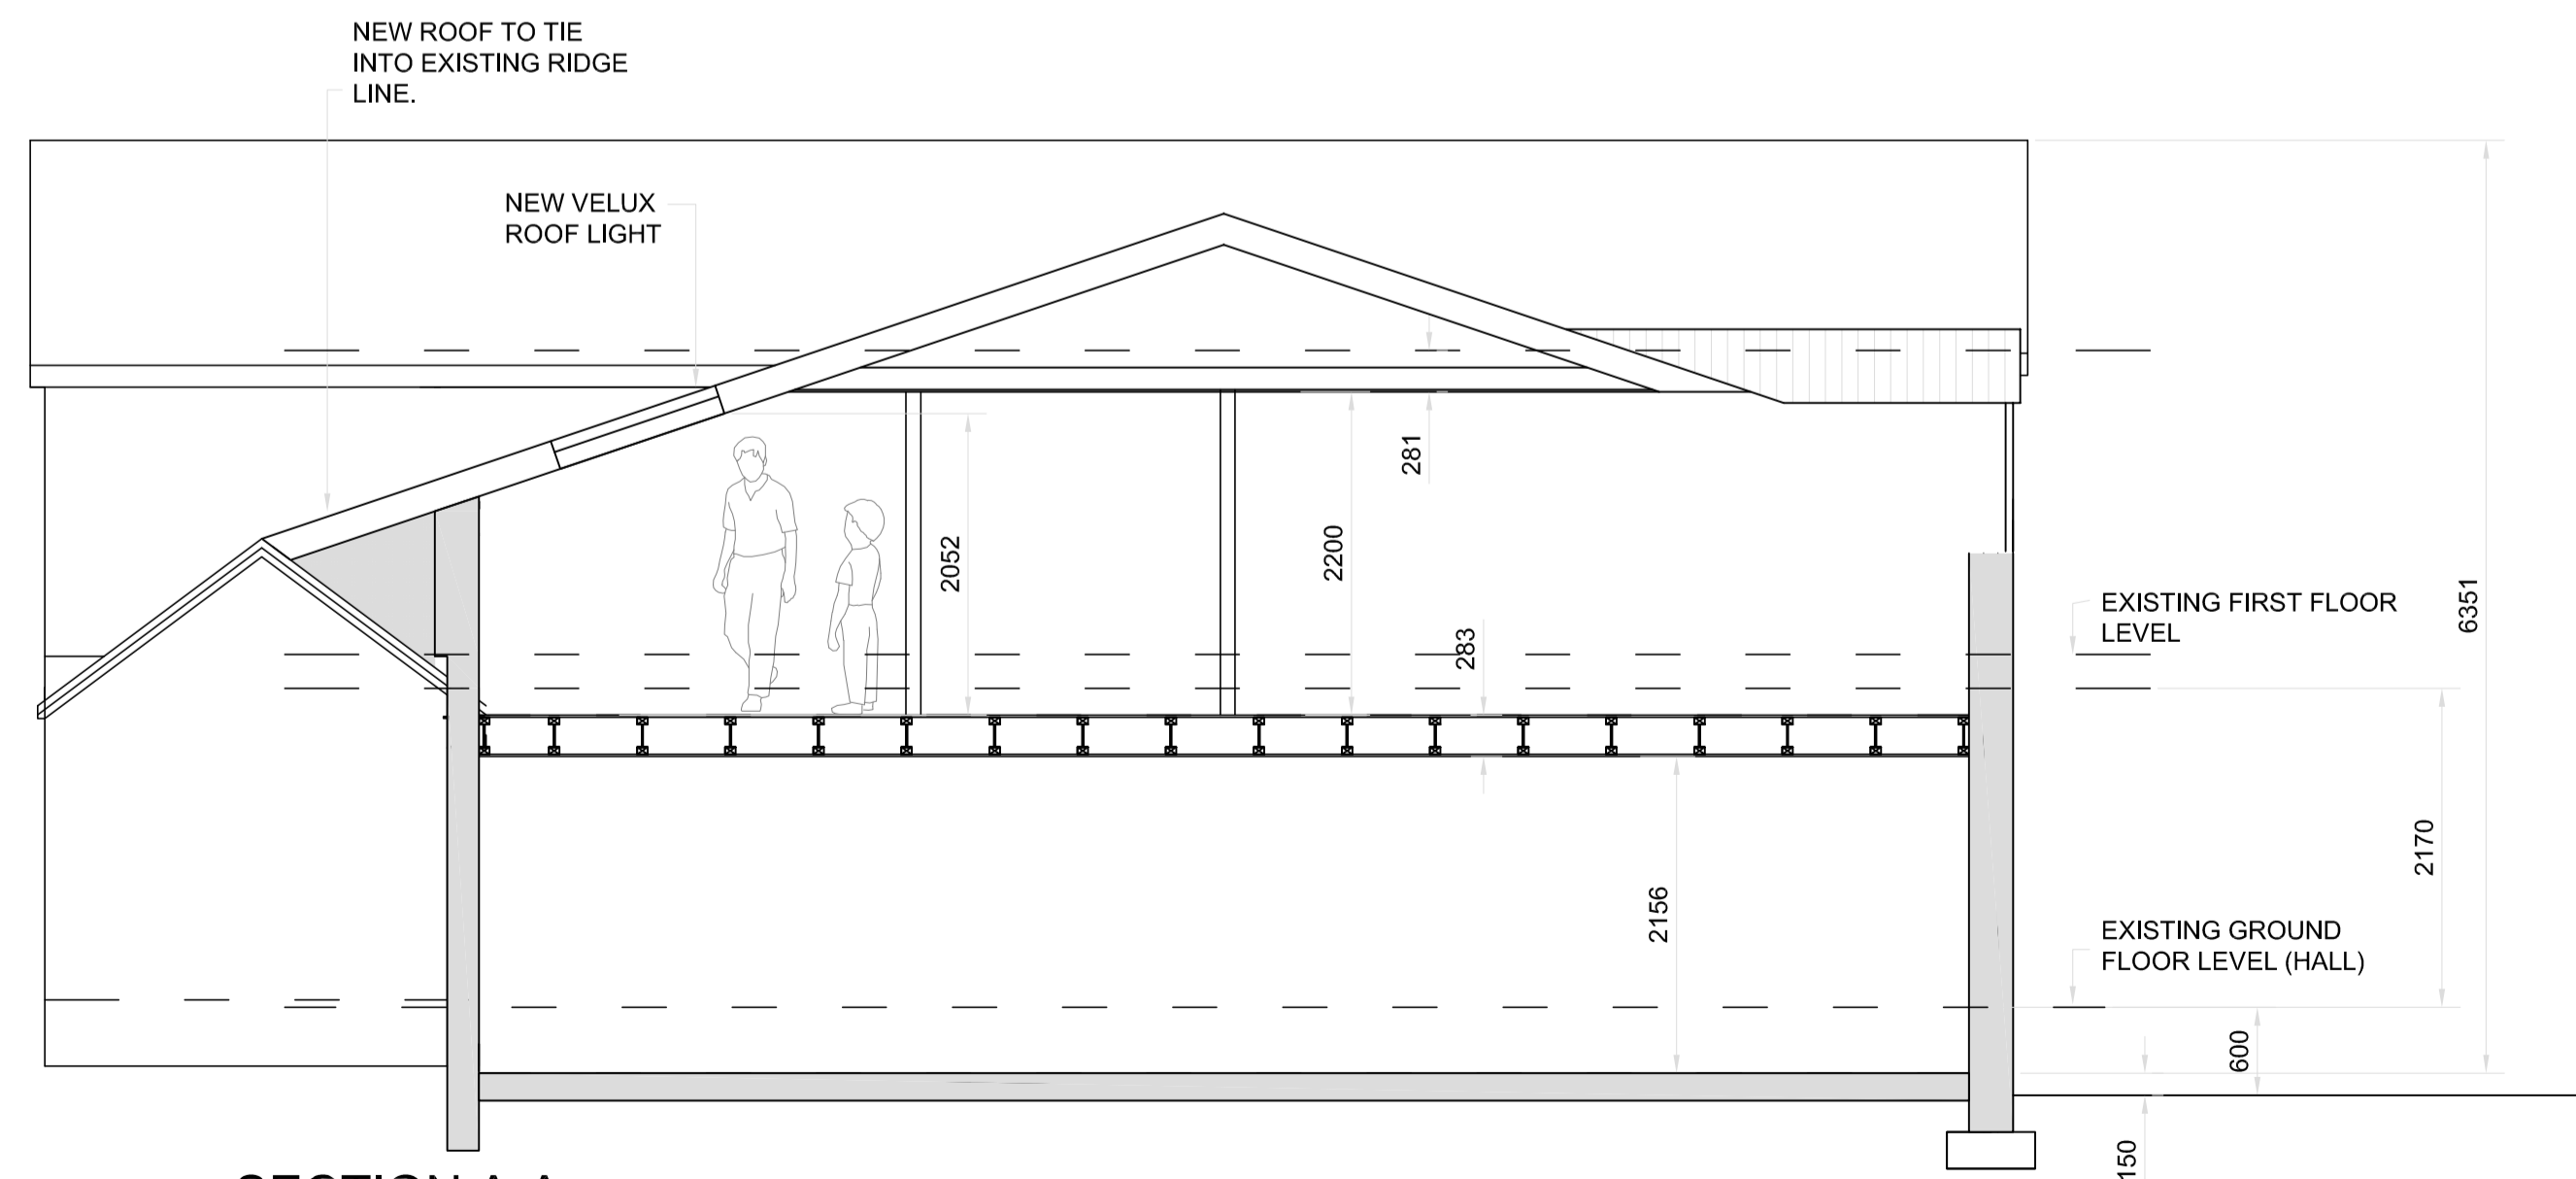 NEW ROOF TO TIE
INTO EXISTING RIDGE
LINE.
NEW VELUX
ROOF LIGHT
281
2052
2200
283
EXISTING FIRST FLOOR
LEVEL
6351
2170
2156
EXISTING GROUND
FLOOR LEVEL (HALL)
600
150
SECTION A-A